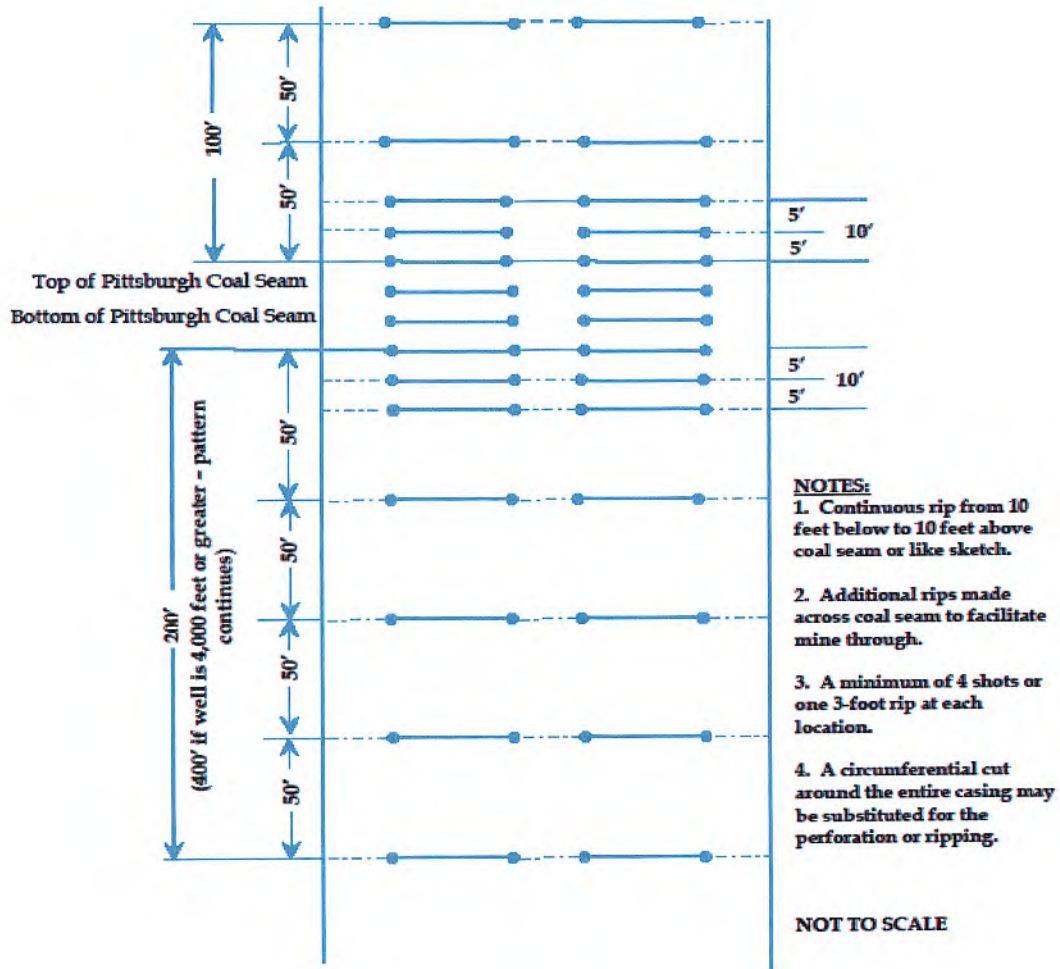 50'
100'
50'
5'
10'
5'
Top of Pittsburgh Coal Seam
Bottom of Pittsburgh Coal Seam
5'
10'
5'
50'
200'
(400' if well is 4,000 feet or greater - pattern
continues)
50'
50'
50'
NOTES:
1. Continuous rip from 10
feet below to 10 feet above
coal seam or like sketch.
2. Additional rips made
across coal seam to facilitate
mine through.
3. A minimum of 4 shots or
one 3-foot rip at each
location.
4. A circumferential cut
around the entire casing may
be substituted for the
perforation or ripping.
NOT TO SCALE